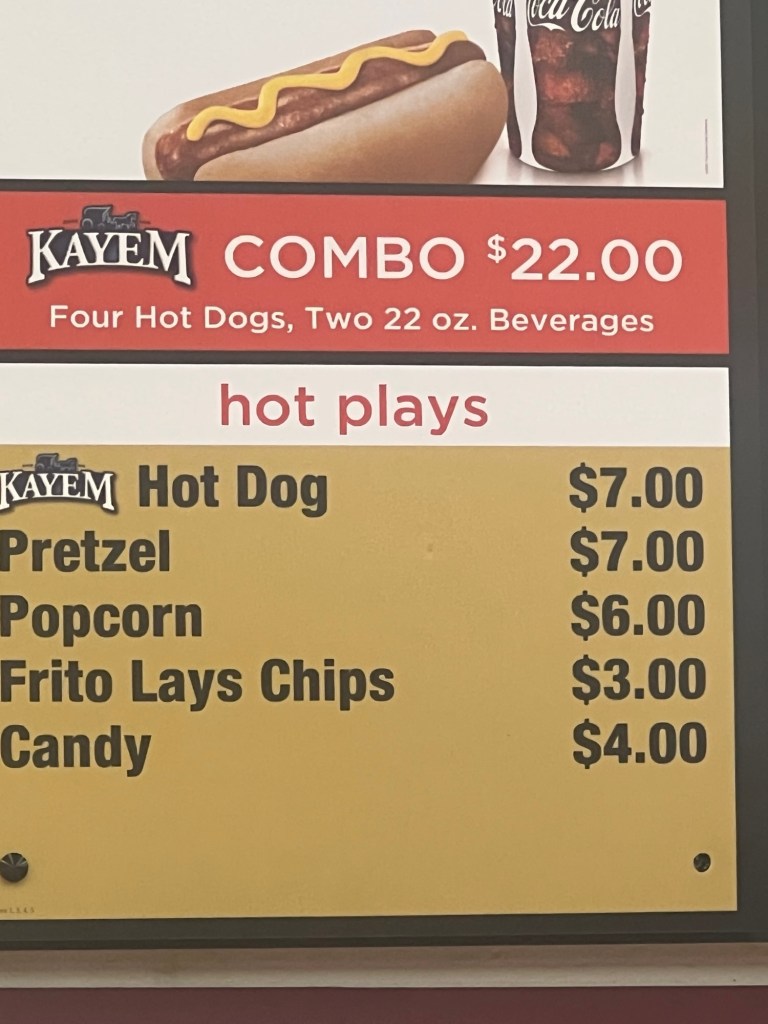 Coca-Cola
KAYEM COMBO $22.00
Four Hot Dogs, Two 22 oz. Beverages
hot plays
KAYEM Hot Dog $7.00
Pretzel $7.00
Popcorn $6.00
Frito Lays Chips $3.00
Candy $4.00